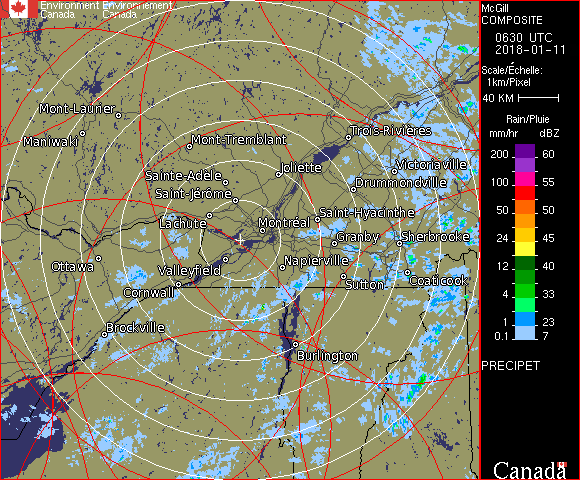 Environment Environnement
Canada Canada
McGill
COMPOSITE
0630 UTC
2018-01-11
Scale/Échelle:
1km/Pixel
40 KM
Rain/Pluie
mm/hr dBZ
200 60
100 55
50 50
24 45
12 40
4 33
2 23
0.1 7
PRECIPET
Canada
Mont-Laurier
Maniwaki
Mont-Tremblant
Trois-Rivières
Joliette
Victoriaville
Sainte-Adèle
Drummondville
Saint-Jérôme
Saint-Hyacinthe
Lachute
Montréal
Granby
Sherbrooke
Ottawa
Valleyfield
Napierville
Cornwall
Sutton
Coaticook
Brockville
Burlington